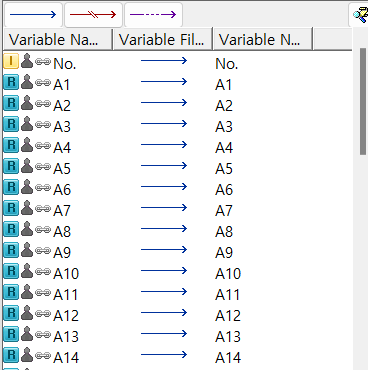 Variable Na... Variable Fil... Variable N...
I No. No.
R A1 A1
R A2 A2
R A3 A3
R A4 A4
R A5 A5
R A6 A6
R A7 A7
R A8 A8
R A9 A9
R A10 A10
R A11 A11
R A12 A12
R A13 A13
R A14 A14